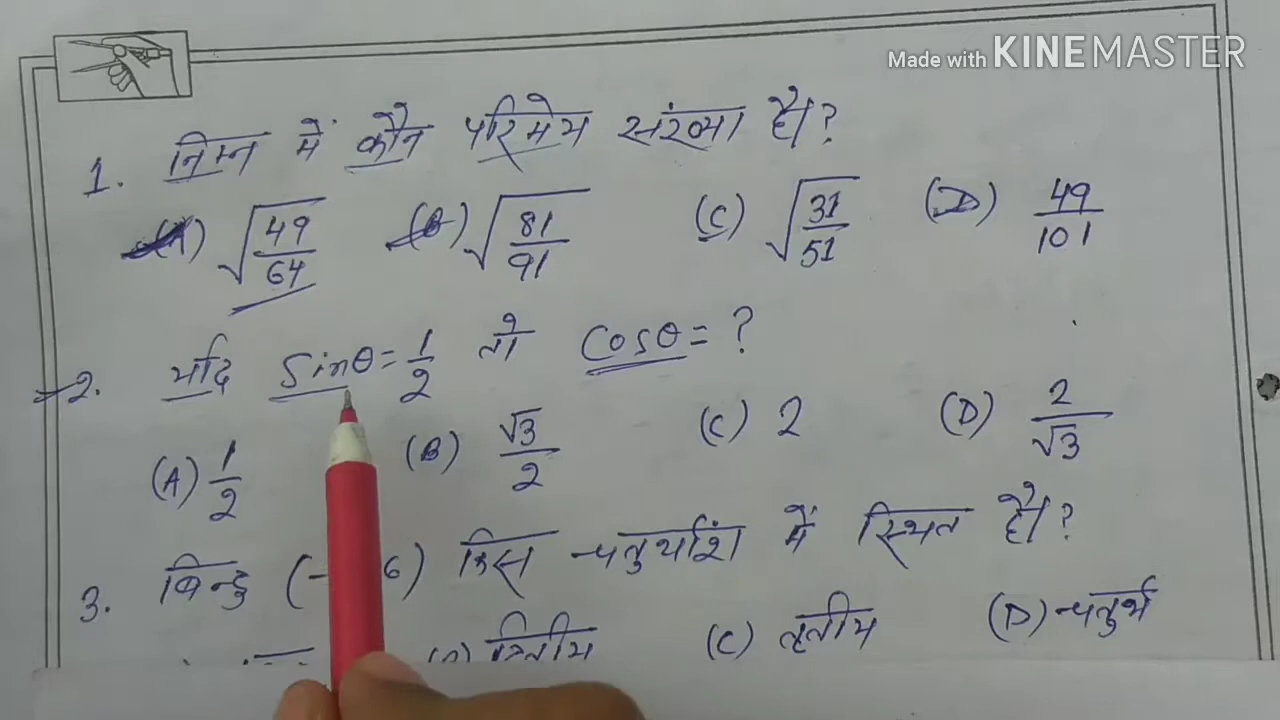 Made with KINEMASTER
1. निम्न में कौन परिमेय संख्या है?
(A) √49/64 (B) √81/91 (C) √31/51 (D) 49/101
2. यदि Sinθ = 1/2 तो Cosθ = ?
(A) 1/2 (B) √3/2 (C) 2 (D) 2/√3
3. बिन्दु (- 6) किस चतुर्थांश में स्थित है?
द्वितीय (C) तृतीय (D) चतुर्थ